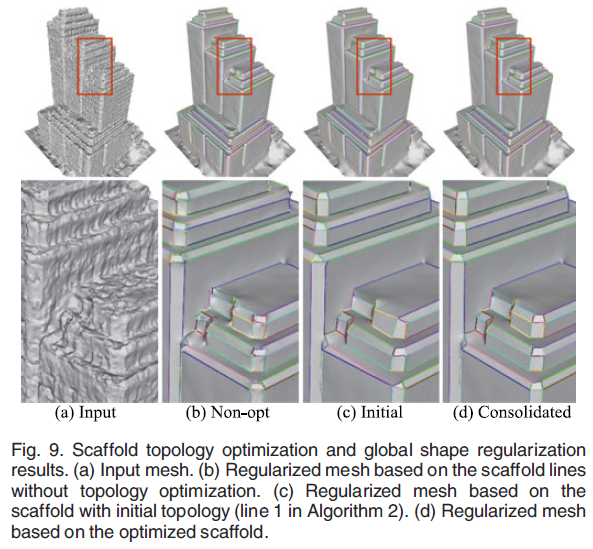 (a) Input (b) Non-opt (c) Initial (d) Consolidated
Fig. 9. Scaffold topology optimization and global shape regularization
results. (a) Input mesh. (b) Regularized mesh based on the scaffold lines
without topology optimization. (c) Regularized mesh based on the
scaffold with initial topology (line 1 in Algorithm 2). (d) Regularized mesh
based on the optimized scaffold.